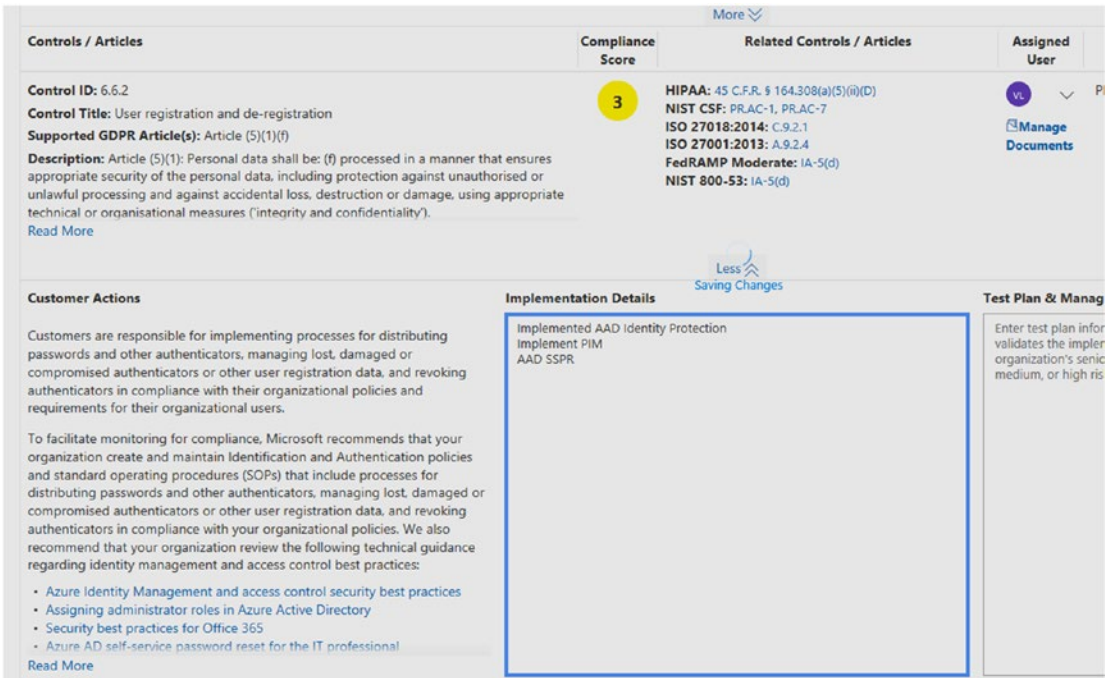 More
Controls / Articles
Compliance Score
Related Controls / Articles
Assigned User
Control ID: 6.6.2
Control Title: User registration and de-registration
Supported GDPR Article(s): Article (5)(1)(f)
Description: Article (5)(1): Personal data shall be: (f) processed in a manner that ensures
appropriate security of the personal data, including protection against unauthorised or
unlawful processing and against accidental loss, destruction or damage, using appropriate
technical or organisational measures ('integrity and confidentiality').
Read More
3
HIPAA: 45 C.F.R. § 164.308(a)(5)(ii)(D)
NIST CSF: PR.AC-1, PR.AC-7
ISO 27018:2014: C.9.2.1
ISO 27001:2013: A.9.2.4
FedRAMP Moderate: IA-5(d)
NIST 800-53: IA-5(d)
VL
Manage
Documents
Less
Saving Changes
Customer Actions
Customers are responsible for implementing processes for distributing
passwords and other authenticators, managing lost, damaged or
compromised authenticators or other user registration data, and revoking
authenticators in compliance with their organizational policies and
requirements for their organizational users.
To facilitate monitoring for compliance, Microsoft recommends that your
organization create and maintain Identification and Authentication policies
and standard operating procedures (SOPs) that include processes for
distributing passwords and other authenticators, managing lost, damaged or
compromised authenticators or other user registration data, and revoking
authenticators in compliance with your organizational policies. We also
recommend that your organization review the following technical guidance
regarding identity management and access control best practices:
• Azure Identity Management and access control security best practices
• Assigning administrator roles in Azure Active Directory
• Security best practices for Office 365
• Azure AD self-service password reset for the IT professional
Read More
Implementation Details
Implemented AAD Identity Protection
Implement PIM
AAD SSPR
Test Plan & Manag
Enter test plan infor
validates the implem
organization's senic
medium, or high ris